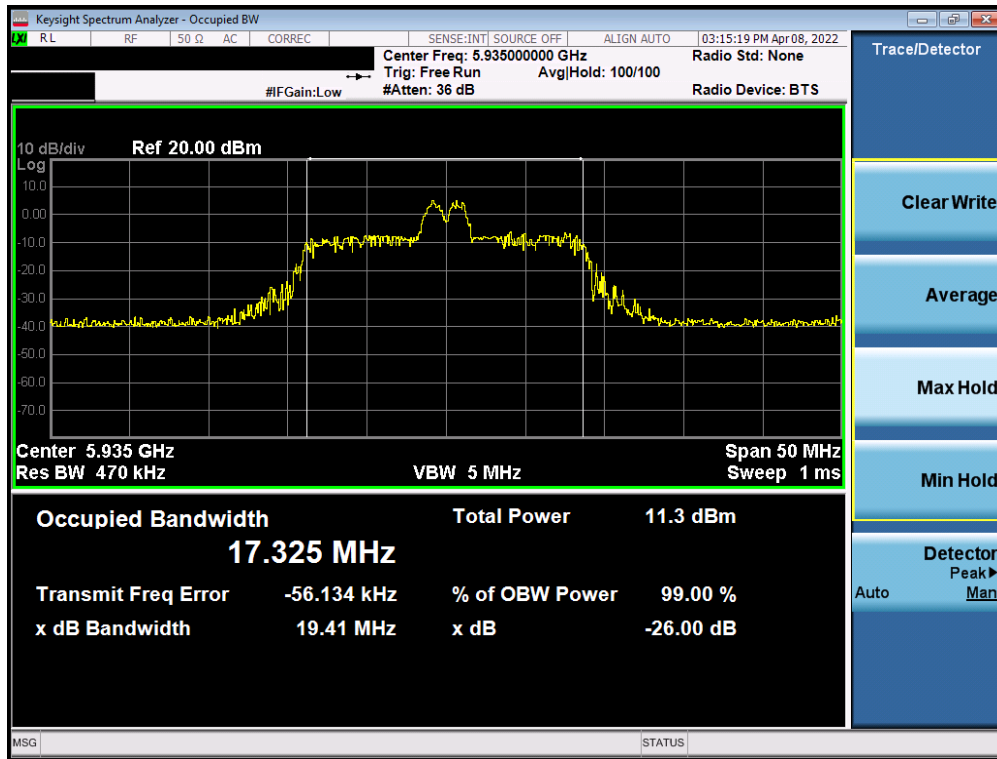 Keysight Spectrum Analyzer - Occupied BW
LXI RL RF 50 Ω AC CORREC SENSE:INT SOURCE OFF ALIGN AUTO 03:15:19 PM Apr 08, 2022
Center Freq: 5.935000000 GHz Radio Std: None
Trig: Free Run Avg|Hold: 100/100
#IFGain:Low #Atten: 36 dB Radio Device: BTS
Trace/Detector
10 dB/div Ref 20.00 dBm
Log
10.0
0.00
-10.0
-20.0
-30.0
-40.0
-50.0
-60.0
-70.0
Center 5.935 GHz Span 50 MHz
Res BW 470 kHz VBW 5 MHz Sweep 1 ms
Clear Write
Average
Max Hold
Min Hold
Detector
Peak▶
Auto Man
Occupied Bandwidth Total Power 11.3 dBm
17.325 MHz
Transmit Freq Error -56.134 kHz % of OBW Power 99.00 %
x dB Bandwidth 19.41 MHz x dB -26.00 dB
MSG STATUS